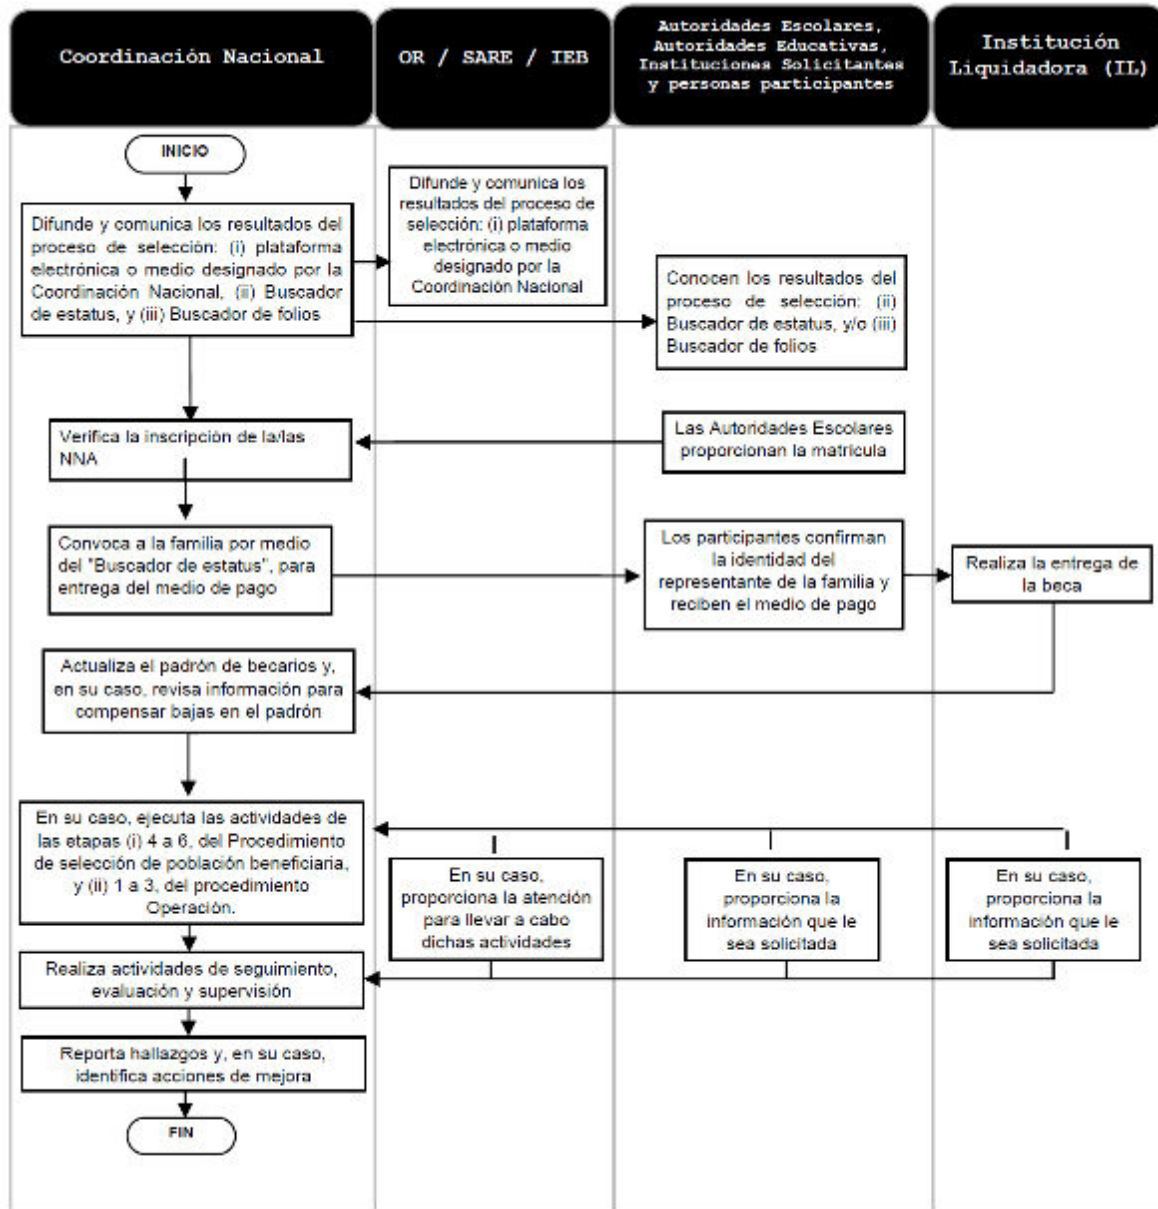 Coordinación Nacional
OR / SARE / IEB
Autoridades Escolares,
Autoridades Educativas,
Instituciones Solicitantes
y personas participantes
Institución
Liquidadora (IL)
INICIO
Difunde y comunica los resultados del
proceso de selección: (i) plataforma
electrónica o medio designado por la
Coordinación Nacional, (ii) Buscador
de estatus, y (iii) Buscador de folios
Difunde y comunica los
resultados del proceso de
selección: (i) plataforma
electrónica o medio
designado por la
Coordinación Nacional
Conocen los resultados del
proceso de selección: (ii)
Buscador de estatus, y/o (iii)
Buscador de folios
Verifica la inscripción de la/las
NNA
Las Autoridades Escolares
proporcionan la matrícula
Convoca a la familia por medio
del "Buscador de estatus", para
entrega del medio de pago
Los participantes confirman
la identidad del
representante de la familia y
reciben el medio de pago
Realiza la entrega de
la beca
Actualiza el padrón de becarios y,
en su caso, revisa información para
compensar bajas en el padrón
En su caso, ejecuta las actividades de
las etapas (i) 4 a 6, del Procedimiento
de selección de población beneficiaria,
y (ii) 1 a 3, del procedimiento
Operación.
En su caso,
proporciona la atención
para llevar a cabo
dichas actividades
En su caso,
proporciona la
información que le
sea solicitada
En su caso,
proporciona la
información que le
sea solicitada
Realiza actividades de seguimiento,
evaluación y supervisión
Reporta hallazgos y, en su caso,
identifica acciones de mejora
FIN